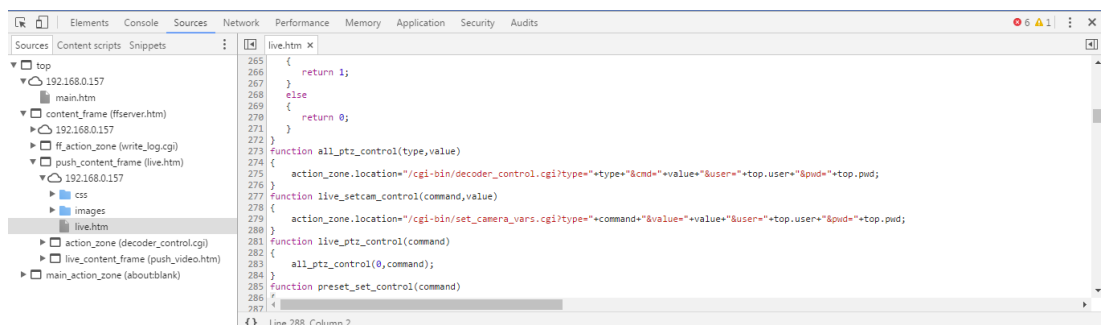 Elements Console Sources Network Performance Memory Application Security Audits 6 1
Sources Content scripts Snippets
live.htm ×
top
192.168.0.157
main.htm
content_frame (ffserver.htm)
192.168.0.157
ff_action_zone (write_log.cgi)
push_content_frame (live.htm)
192.168.0.157
css
images
live.htm
action_zone (decoder_control.cgi)
live_content_frame (push_video.htm)
main_action_zone (about:blank)
265 {
266 return 1;
267 }
268 else
269 {
270 return 0;
271 }
272 }
273 function all_ptz_control(type,value)
274 {
275 action_zone.location="/cgi-bin/decoder_control.cgi?type="+type+"&cmd="+value+"&user="+top.user+"&pwd="+top.pwd;
276 }
277 function live_setcam_control(command,value)
278 {
279 action_zone.location="/cgi-bin/set_camera_vars.cgi?type="+command+"&value="+value+"&user="+top.user+"&pwd="+top.pwd;
280 }
281 function live_ptz_control(command)
282 {
283 all_ptz_control(0,command);
284 }
285 function preset_set_control(command)
286 {
287
{} Line 288, Column 2